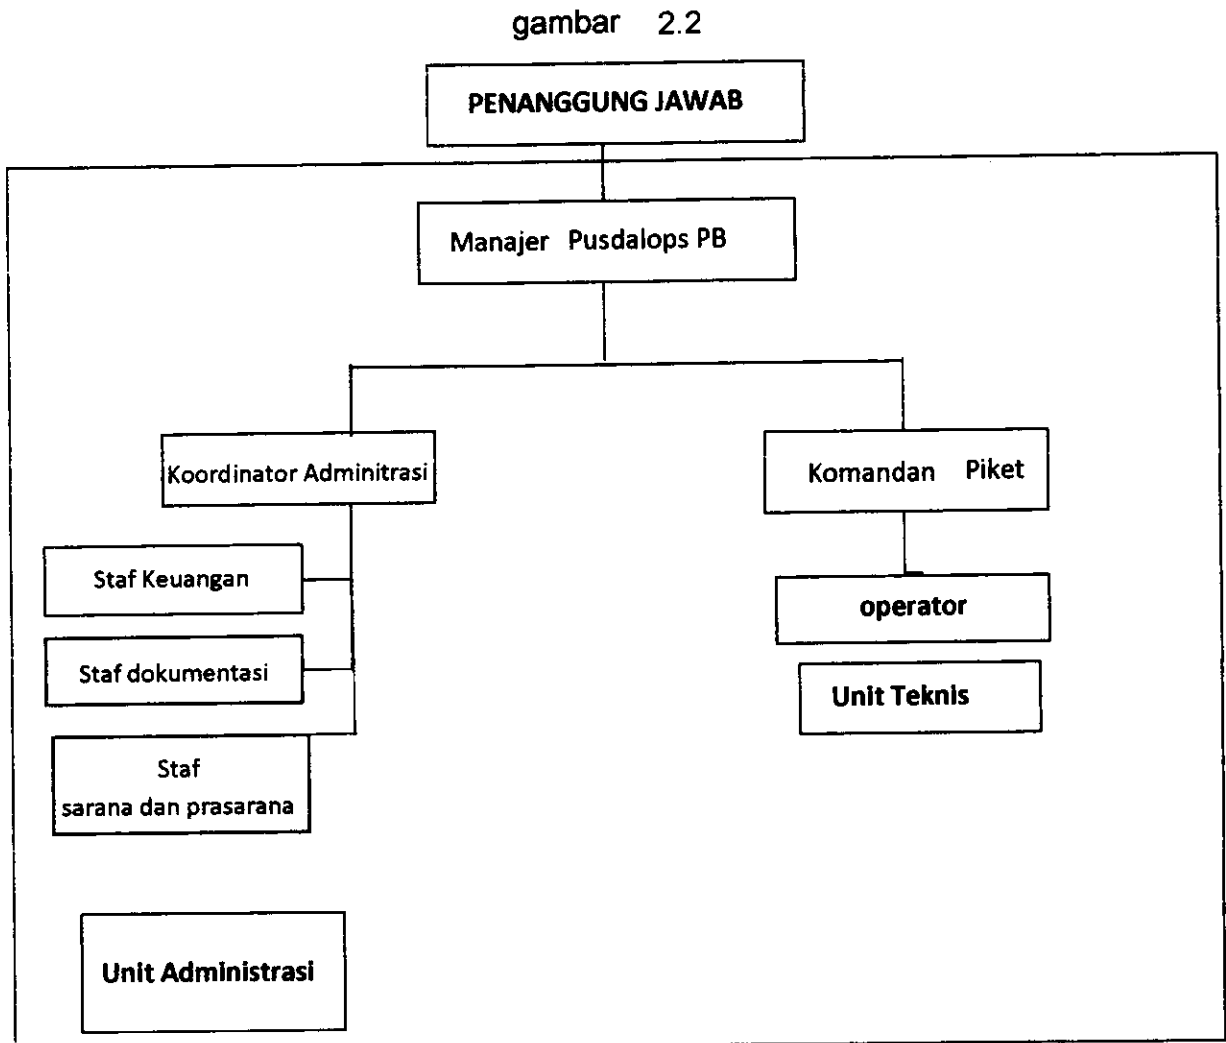 gambar 2.2
PENANGGUNG JAWAB
Manajer Pusdalops PB
Koordinator Adminitrasi
Komandan Piket
Staf Keuangan
operator
Staf dokumentasi
Unit Teknis
Staf
sarana dan prasarana
Unit Administrasi